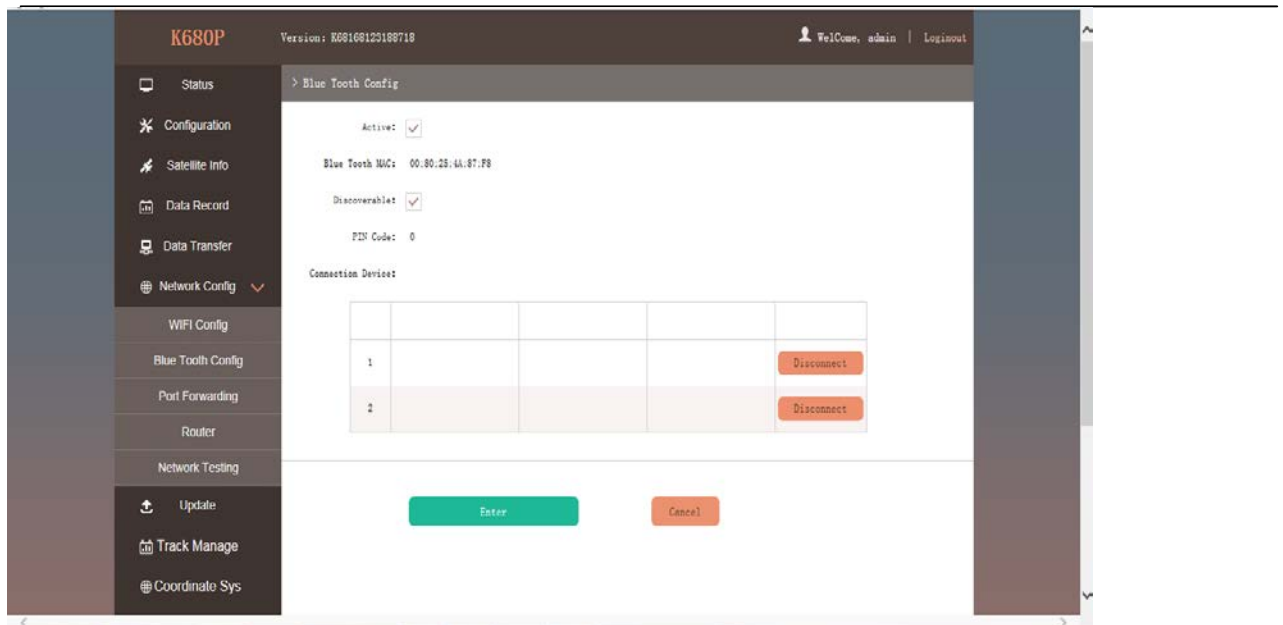 K680P
Version: K68168123188718
WelCome, admin | Loginout
Status
Configuration
Satellite Info
Data Record
Data Transfer
Network Config
WIFI Config
Blue Tooth Config
Port Forwarding
Router
Network Testing
Update
Track Manage
Coordinate Sys
> Blue Tooth Config
Active:
Blue Tooth MAC: 00:80:25:4A:87:F8
Discoverable:
PIN Code: 0
Connection Device:
1 Disconnect
2 Disconnect
Enter Cancel